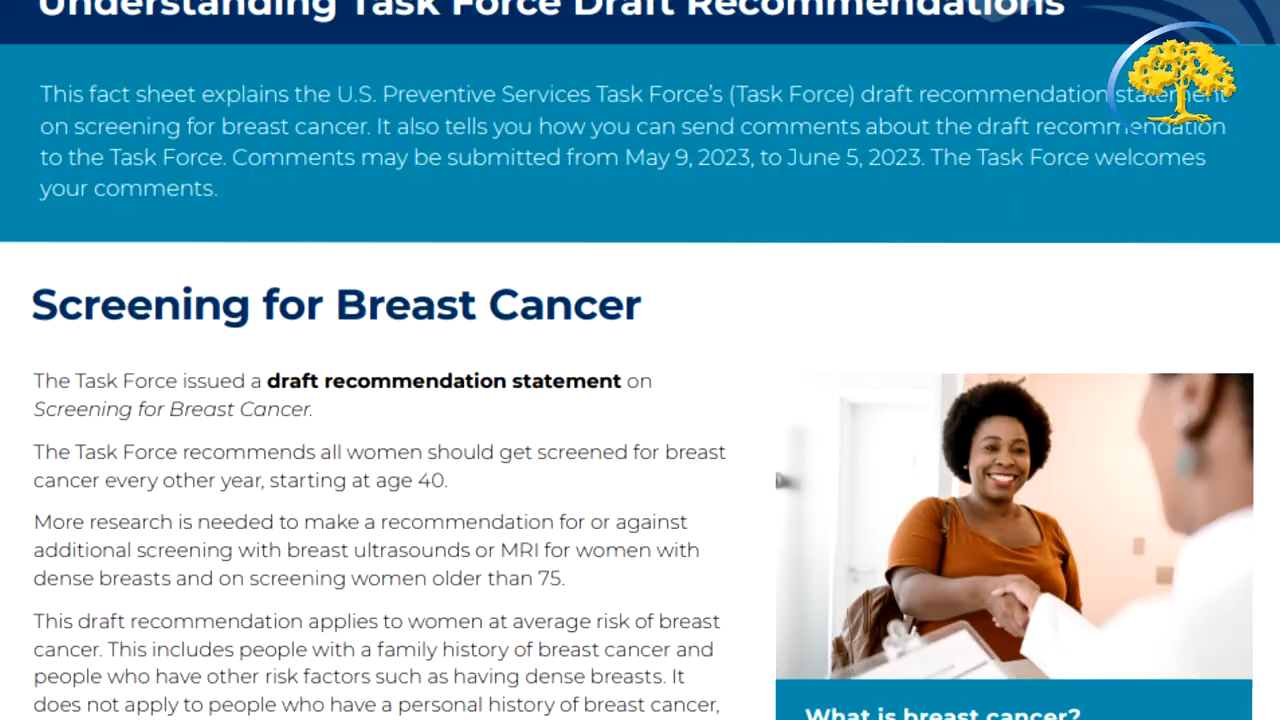 Understanding Task Force Draft Recommendations
This fact sheet explains the U.S. Preventive Services Task Force's (Task Force) draft recommendation statement
on screening for breast cancer. It also tells you how you can send comments about the draft recommendation
to the Task Force. Comments may be submitted from May 9, 2023, to June 5, 2023. The Task Force welcomes
your comments.
Screening for Breast Cancer
The Task Force issued a draft recommendation statement on
Screening for Breast Cancer.
The Task Force recommends all women should get screened for breast
cancer every other year, starting at age 40.
More research is needed to make a recommendation for or against
additional screening with breast ultrasounds or MRI for women with
dense breasts and on screening women older than 75.
This draft recommendation applies to women at average risk of breast
cancer. This includes people with a family history of breast cancer and
people who have other risk factors such as having dense breasts. It
does not apply to people who have a personal history of breast cancer,
What is breast cancer?